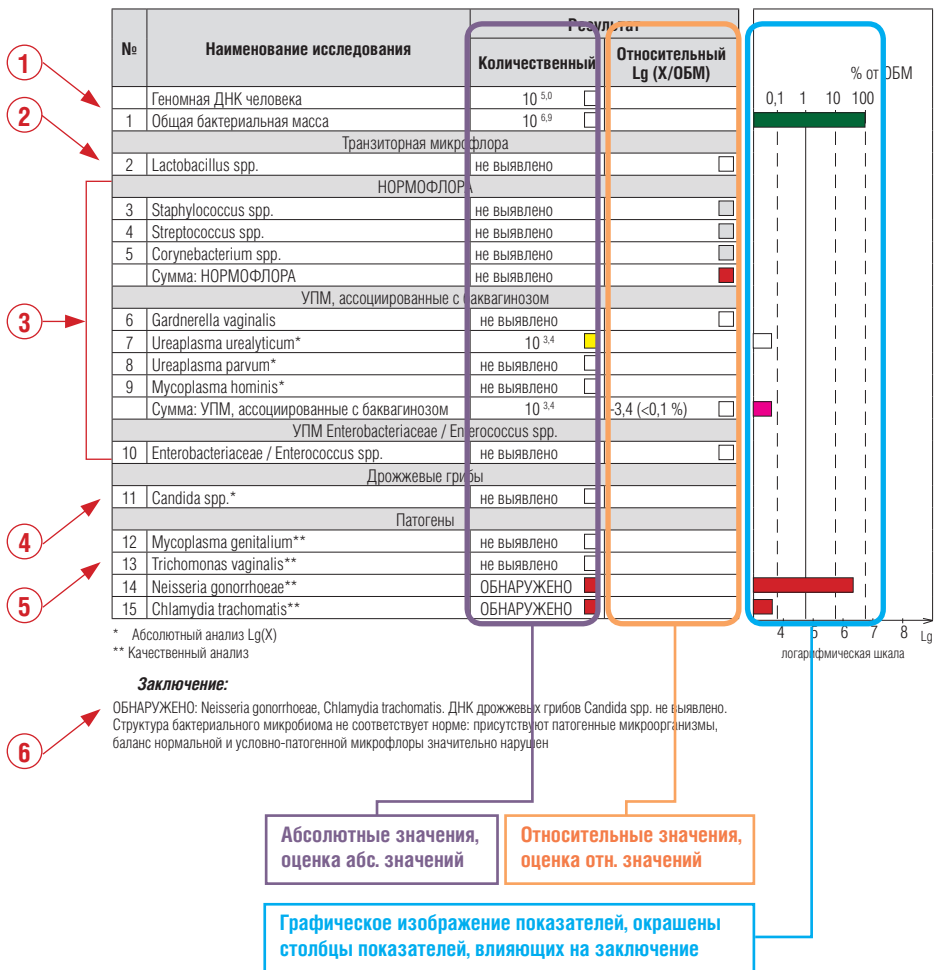 № Наименование исследования Результат
Количественный Относительный Lg (X/ОБМ)
% от ОБМ
0,1 1 10 100
1
Геномная ДНК человека 10 5,0
1 Общая бактериальная масса 10 6,9
2
Транзиторная микрофлора
2 Lactobacillus spp. не выявлено
НОРМОФЛОРА
3 Staphylococcus spp. не выявлено
4 Streptococcus spp. не выявлено
5 Corynebacterium spp. не выявлено
Сумма: НОРМОФЛОРА не выявлено
УПМ, ассоциированные с баквагинозом
3
6 Gardnerella vaginalis не выявлено
7 Ureaplasma urealyticum* 10 3,4
8 Ureaplasma parvum* не выявлено
9 Mycoplasma hominis* не выявлено
Сумма: УПМ, ассоциированные с баквагинозом 10 3,4 -3,4 (<0,1 %)
УПМ Enterobacteriaceae / Enterococcus spp.
10 Enterobacteriaceae / Enterococcus spp. не выявлено
Дрожжевые грибы
11 Candida spp.* не выявлено
4
Патогены
12 Mycoplasma genitalium** не выявлено
13 Trichomonas vaginalis** не выявлено
5
14 Neisseria gonorrhoeae** ОБНАРУЖЕНО
15 Chlamydia trachomatis** ОБНАРУЖЕНО
4 5 6 7 8 Lg
логарифмическая шкала
* Абсолютный анализ Lg(X)
** Качественный анализ
Заключение:
ОБНАРУЖЕНО: Neisseria gonorrhoeae, Chlamydia trachomatis. ДНК дрожжевых грибов Candida spp. не выявлено.
Структура бактериального микробиома не соответствует норме: присутствуют патогенные микроорганизмы,
баланс нормальной и условно-патогенной микрофлоры значительно нарушен
6
Абсолютные значения,
оценка абс. значений
Относительные значения,
оценка отн. значений
Графическое изображение показателей, окрашены
столбцы показателей, влияющих на заключение